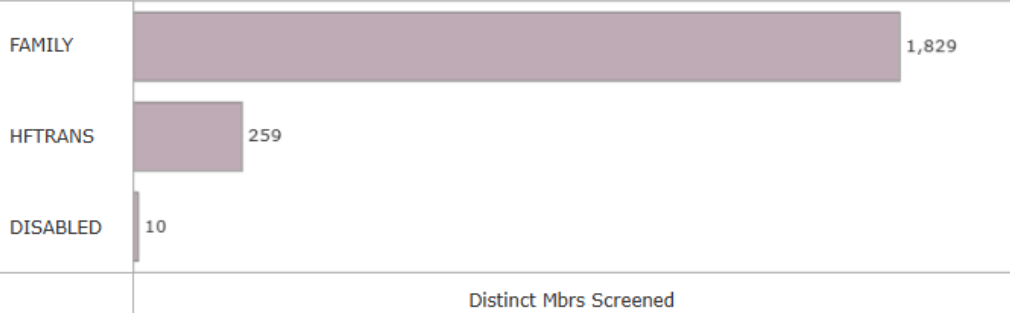 FAMILY 1,829
HFTRANS 259
DISABLED 10
Distinct Mbrs Screened